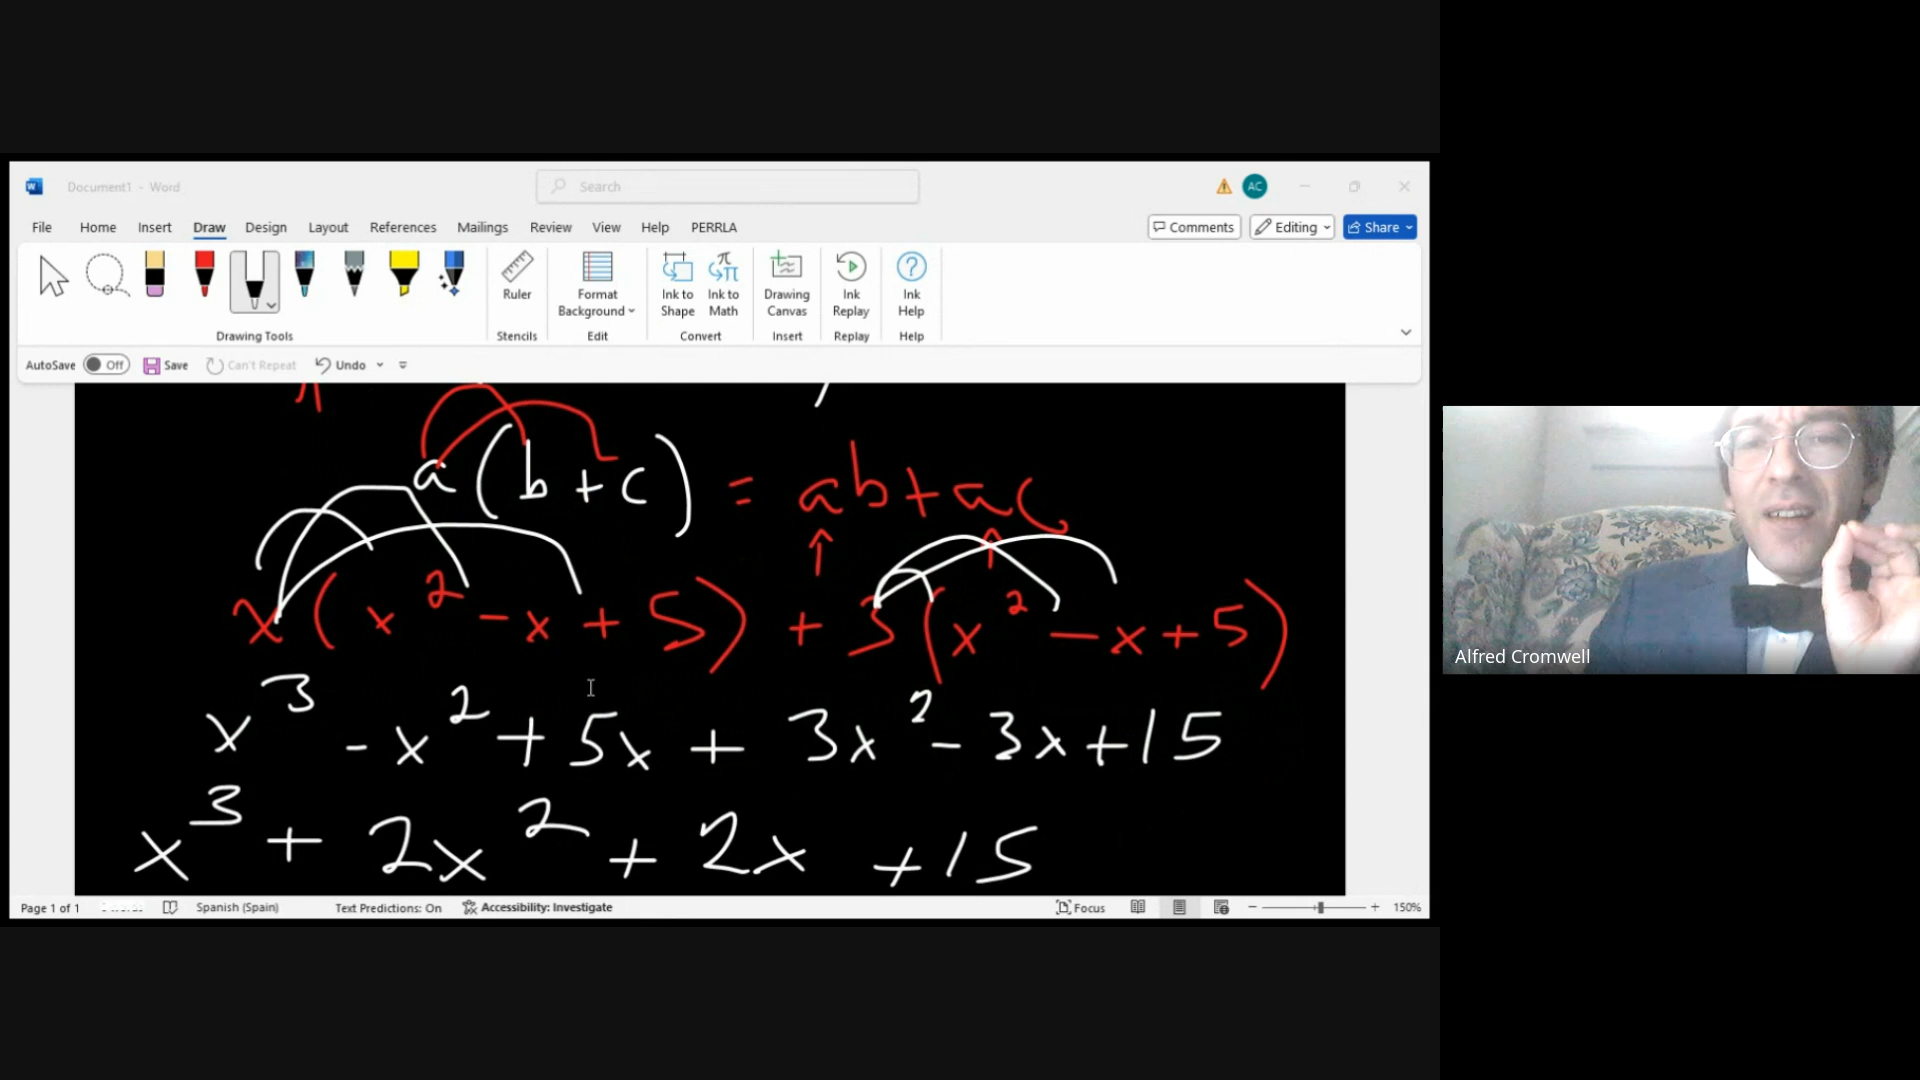 Document1 - Word
Search
AC
File Home Insert Draw Design Layout References Mailings Review View Help PERRLA
Comments Editing Share
Ruler
Format Background
Ink to Shape
Ink to Math
Drawing Canvas
Ink Replay
Ink Help
Drawing Tools Stencils Edit Convert Insert Replay Help
AutoSave Off Save Can't Repeat Undo
a(b+c) = ab+ac
x(x² -x+5) + 3(x² -x+5)
x³ - x² + 5x + 3x² - 3x+15
x³ + 2x² + 2x +15
Alfred Cromwell
Page 1 of 1 Spanish (Spain) Text Predictions: On Accessibility: Investigate Focus 150%